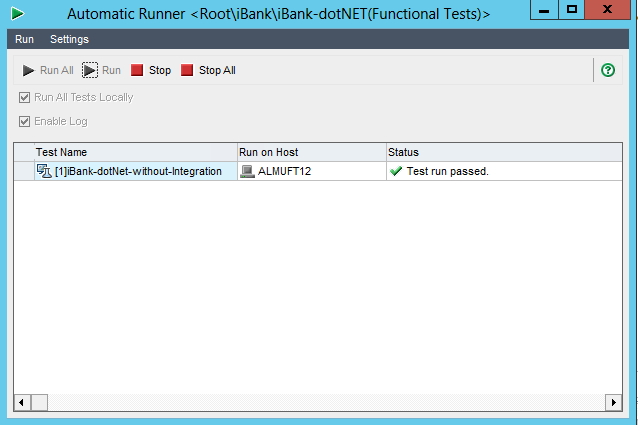 Automatic Runner <Root\iBank\iBank-dotNET(Functional Tests)>
Run Settings
Run All Run Stop Stop All
Run All Tests Locally
Enable Log
Test Name Run on Host Status
[1]iBank-dotNet-without-Integration ALMUFT12 Test run passed.